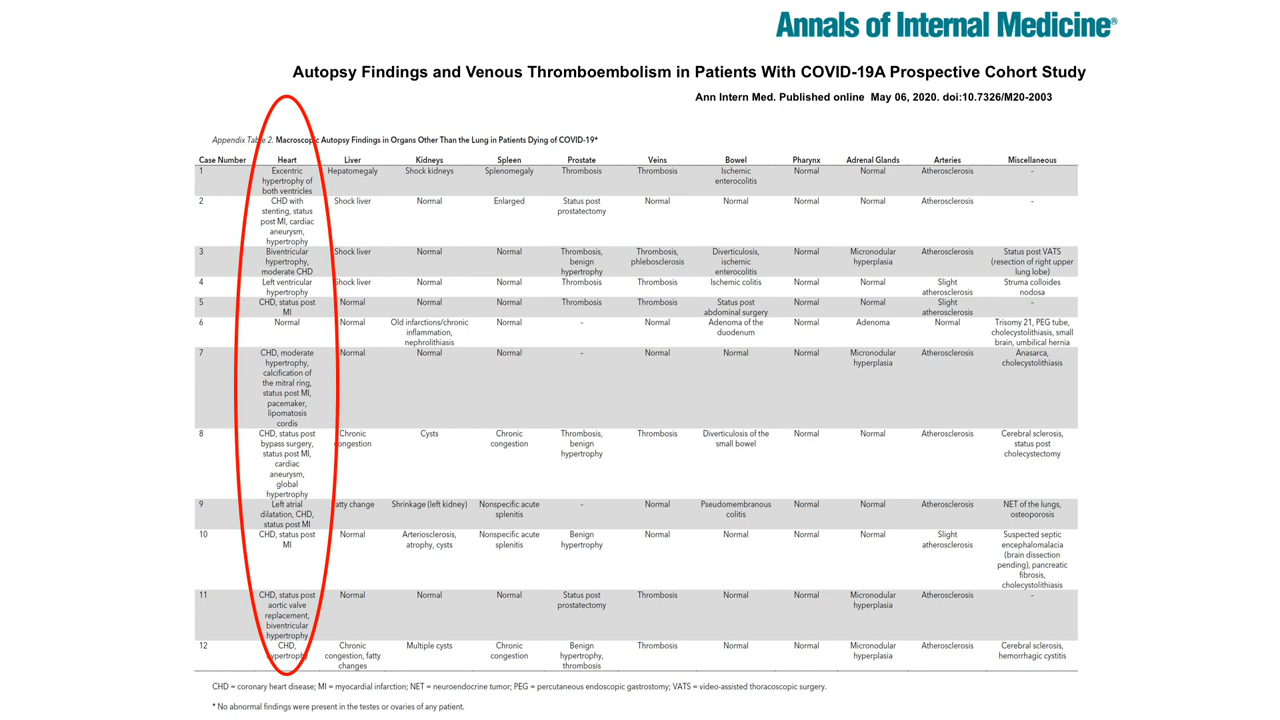 Annals of Internal Medicine®
Autopsy Findings and Venous Thromboembolism in Patients With COVID-19A Prospective Cohort Study
Ann Intern Med. Published online May 06, 2020. doi:10.7326/M20-2003
Appendix Table 2. Macroscopic Autopsy Findings in Organs Other Than the Lung in Patients Dying of COVID-19*
Case Number Heart Liver Kidneys Spleen Prostate Veins Bowel Pharynx Adrenal Glands Arteries Miscellaneous
1 Excentric Hepatomegaly Shock kidneys Splenomegaly Thrombosis Thrombosis Ischemic Normal Normal Atherosclerosis –
hypertrophy of enterocolitis
both ventricles
2 CHD with Shock liver Normal Enlarged Status post Normal Normal Normal Normal Atherosclerosis –
stenting, status prostatectomy
post MI, cardiac
aneurysm,
hypertrophy
3 Biventricular Shock liver Normal Normal Thrombosis, Thrombosis, Diverticulosis, Normal Micronodular Atherosclerosis Status post VATS
hypertrophy, benign phlebosclerosis ischemic hyperplasia (resection of right upper
moderate CHD hypertrophy enterocolitis lung lobe)
4 Left ventricular Shock liver Normal Normal Thrombosis Thrombosis Ischemic colitis Normal Normal Slight Struma colloides
hypertrophy atherosclerosis nodosa
5 CHD, status post Normal Normal Normal Thrombosis Thrombosis Status post Normal Normal Slight –
MI abdominal surgery atherosclerosis
6 Normal Normal Old infarctions/chronic Normal – Normal Adenoma of the Normal Adenoma Normal Trisomy 21, PEG tube,
inflammation, duodenum cholecystolithiasis, small
nephrolithiasis brain, umbilical hernia
7 CHD, moderate Normal Normal Normal – Normal Normal Normal Micronodular Atherosclerosis Anasarca,
hypertrophy, hyperplasia cholecystolithiasis
calcification of
the mitral ring,
status post MI,
pacemaker,
lipomatosis
cordis
8 CHD, status post Chronic Cysts Chronic Thrombosis, Thrombosis Diverticulosis of the Normal Normal Atherosclerosis Cerebral sclerosis,
bypass surgery, congestion congestion benign small bowel status post
status post MI, hypertrophy cholecystectomy
cardiac
aneurysm,
global
hypertrophy
9 Left atrial Fatty change Shrinkage (left kidney) Nonspecific acute – Normal Pseudomembranous Normal Normal Atherosclerosis NET of the lungs,
dilatation, CHD, splenitis colitis osteoporosis
status post MI
10 CHD, status post Normal Arteriosclerosis, Nonspecific acute Benign Normal Normal Normal Normal Slight Suspected septic
MI atrophy, cysts splenitis hypertrophy atherosclerosis encephalomalacia
(brain dissection
pending), pancreatic
fibrosis,
cholecystolithiasis
11 CHD, status post Normal Normal Normal Status post Thrombosis Normal Normal Micronodular Atherosclerosis –
aortic valve prostatectomy hyperplasia
replacement,
biventricular
hypertrophy
12 CHD, Chronic Multiple cysts Chronic Benign Thrombosis Normal Normal Micronodular Atherosclerosis Cerebral sclerosis,
hypertrophy congestion, fatty congestion hypertrophy, hyperplasia hemorrhagic cystitis
changes thrombosis
CHD = coronary heart disease; MI = myocardial infarction; NET = neuroendocrine tumor; PEG = percutaneous endoscopic gastrostomy; VATS = video-assisted thoracoscopic surgery.
* No abnormal findings were present in the testes or ovaries of any patient.